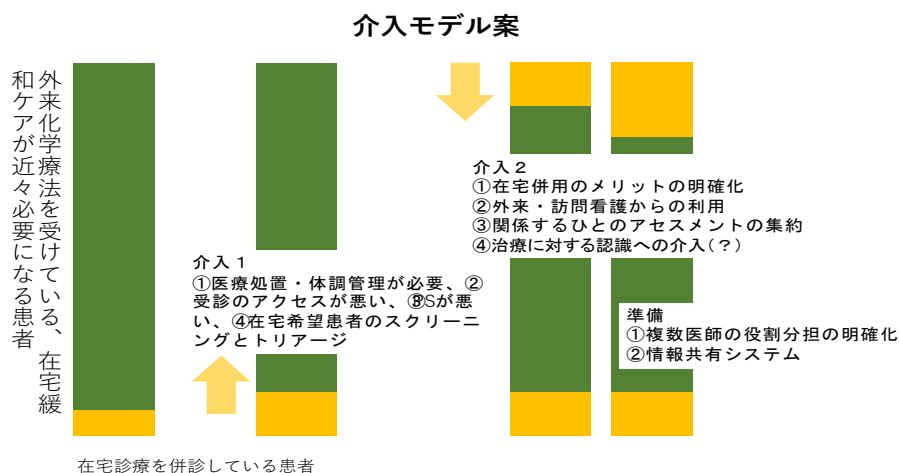 介入モデル案
外来化学療法を受けている、在宅緩
和ケアが近々必要になる患者
介入1
①医療処置・体調管理が必要、②
受診のアクセスが悪い、③PSが悪
い、④在宅希望患者のスクリーニ
ングとトリアージ
介入2
①在宅併用のメリットの明確化
②外来・訪問看護からの利用
③関係するひとのアセスメントの集約
④治療に対する認識への介入(?)
準備
①複数医師の役割分担の明確化
②情報共有システム
在宅診療を併診している患者